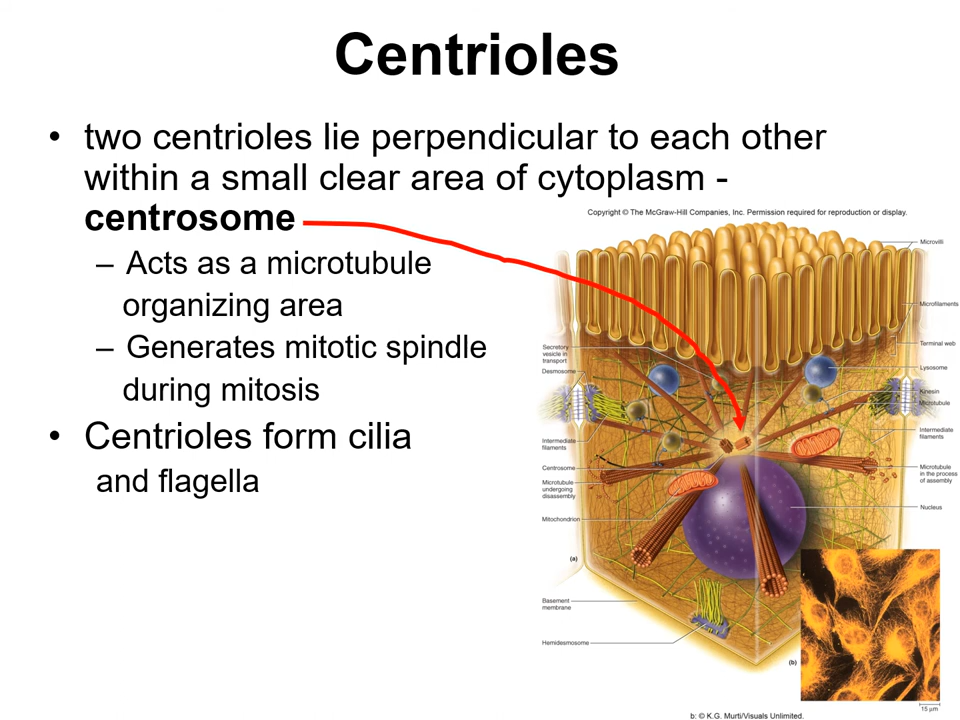 Centrioles
• two centrioles lie perpendicular to each other
within a small clear area of cytoplasm -
centrosome
– Acts as a microtubule
organizing area
– Generates mitotic spindle
during mitosis
• Centrioles form cilia
and flagella
Copyright © The McGraw-Hill Companies, Inc. Permission required for reproduction or display.
Microvilli
Microfilaments
Terminal web
Secretory
vesicle in
transport
Lysosome
Desmosome
Kinesin
Microtubule
Intermediate
filaments
Intermediate
filaments
Centrosome
Microtubule
in the process
of assembly
Microtubule
undergoing
disassembly
Nucleus
Mitochondrion
(a)
Basement
membrane
Hemidesmosome
(b)
15 µm
b: © K.G. Murti/Visuals Unlimited.